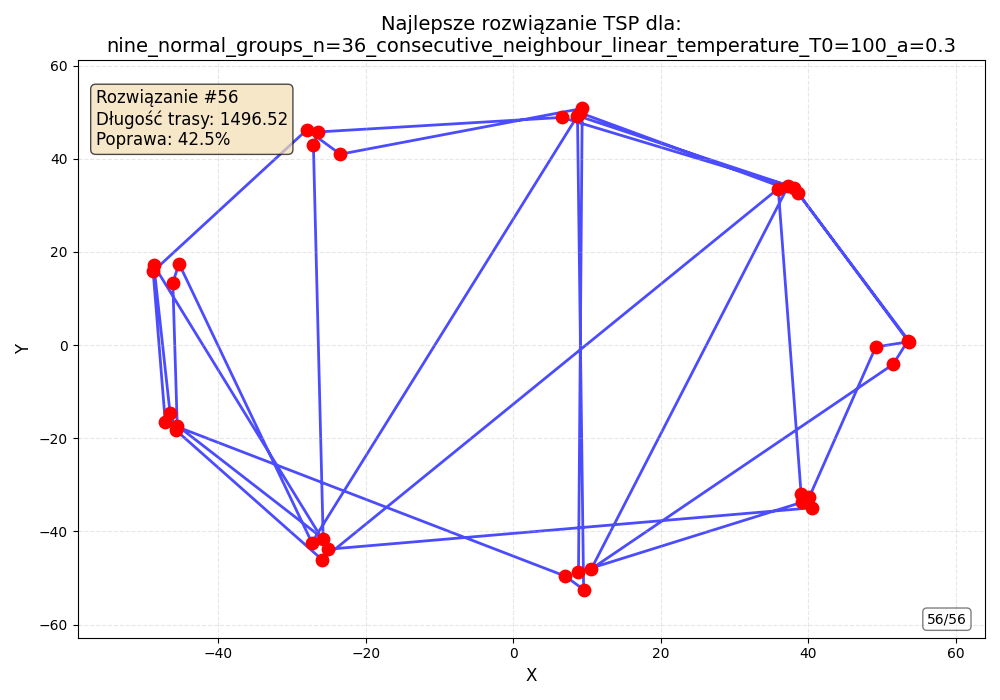 Najlepsze rozwiązanie TSP dla:
nine_normal_groups_n=36_consecutive_neighbour_linear_temperature_T0=100_a=0.3
Rozwiązanie #56
Długość trasy: 1496.52
Poprawa: 42.5%
60
40
20
0
−20
−40
−60
Y
56/56
−40
−20
0
20
40
60
X